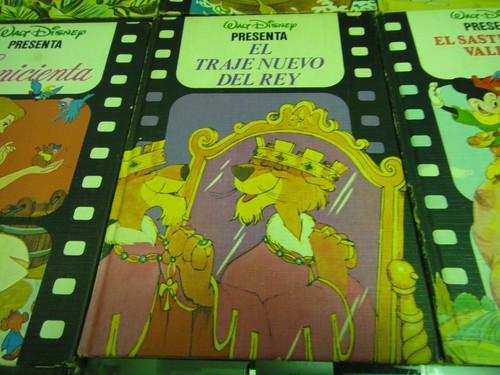 WALT DISNEY
PRESENTA
EL
TRAJE NUEVO
DEL REY
WALT DISNEY
PRESENTA
WALT DISNEY
EL SAST
VALI